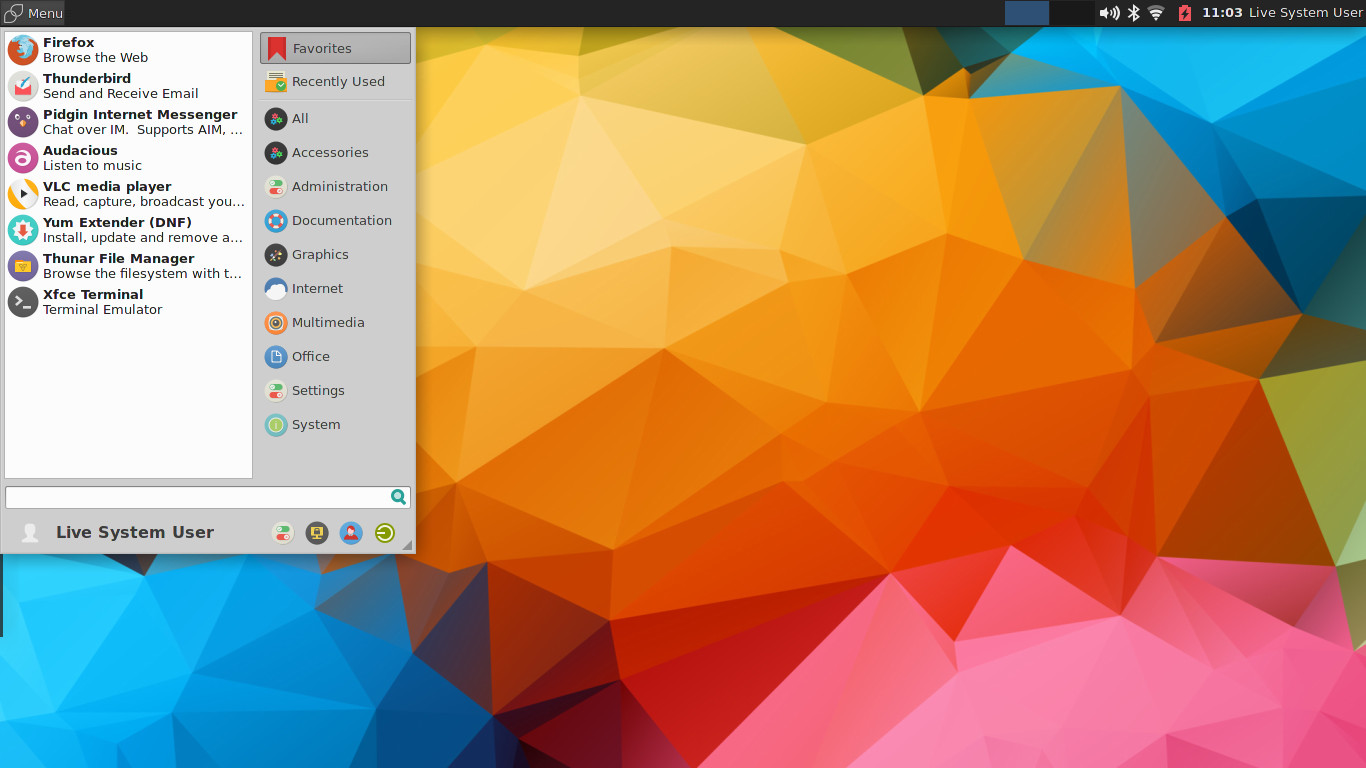 Menu
11:03 Live System User
Firefox
Browse the Web
Thunderbird
Send and Receive Email
Pidgin Internet Messenger
Chat over IM.  Supports AIM, ...
Audacious
Listen to music
VLC media player
Read, capture, broadcast you...
Yum Extender (DNF)
Install, update and remove a...
Thunar File Manager
Browse the filesystem with t...
Xfce Terminal
Terminal Emulator
Favorites
Recently Used
All
Accessories
Administration
Documentation
Graphics
Internet
Multimedia
Office
Settings
System
Live System User